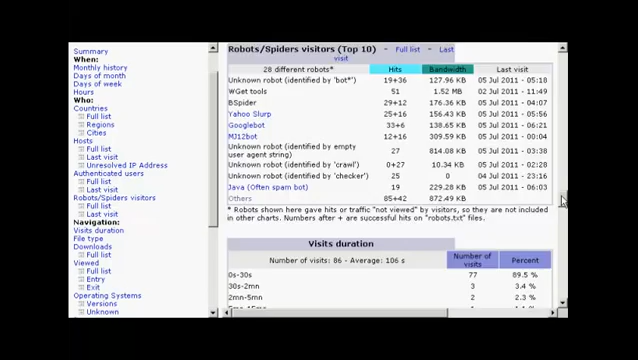 Summary
When:
Monthly history
Days of month
Days of week
Hours
Who:
Countries
Full list
Regions
Cities
Hosts
Full list
Last visit
Unresolved IP Address
Authenticated users
Full list
Last visit
Robots/Spiders visitors
Full list
Last visit
Navigation:
Visits duration
File type
Downloads
Full list
Viewed
Full list
Entry
Exit
Operating Systems
Versions
Unknown
Robots/Spiders visitors (Top 10) - Full list - Last visit
28 different robots* Hits Bandwidth Last visit
Unknown robot (identified by 'bot*') 19+36 127.96 KB 05 Jul 2011 - 05:18
WGet tools 51 1.52 MB 02 Jul 2011 - 11:49
BSpider 29+12 176.36 KB 05 Jul 2011 - 04:07
Yahoo Slurp 25+16 156.43 KB 05 Jul 2011 - 05:56
Googlebot 33+6 138.65 KB 05 Jul 2011 - 06:21
MJ12bot 12+16 309.59 KB 05 Jul 2011 - 00:04
Unknown robot (identified by empty user agent string) 27 814.08 KB 05 Jul 2011 - 03:38
Unknown robot (identified by 'crawl') 0+27 10.34 KB 05 Jul 2011 - 02:28
Unknown robot (identified by 'checker') 25 0 04 Jul 2011 - 23:16
Java (Often spam bot) 19 229.28 KB 05 Jul 2011 - 06:03
Others 85+42 872.49 KB
* Robots shown here gave hits or traffic "not viewed" by visitors, so they are not included
in other charts. Numbers after + are successful hits on "robots.txt" files.
Visits duration
Number of visits: 86 - Average: 106 s Number of visits Percent
0s-30s 77 89.5 %
30s-2mn 3 3.4 %
2mn-5mn 2 2.3 %